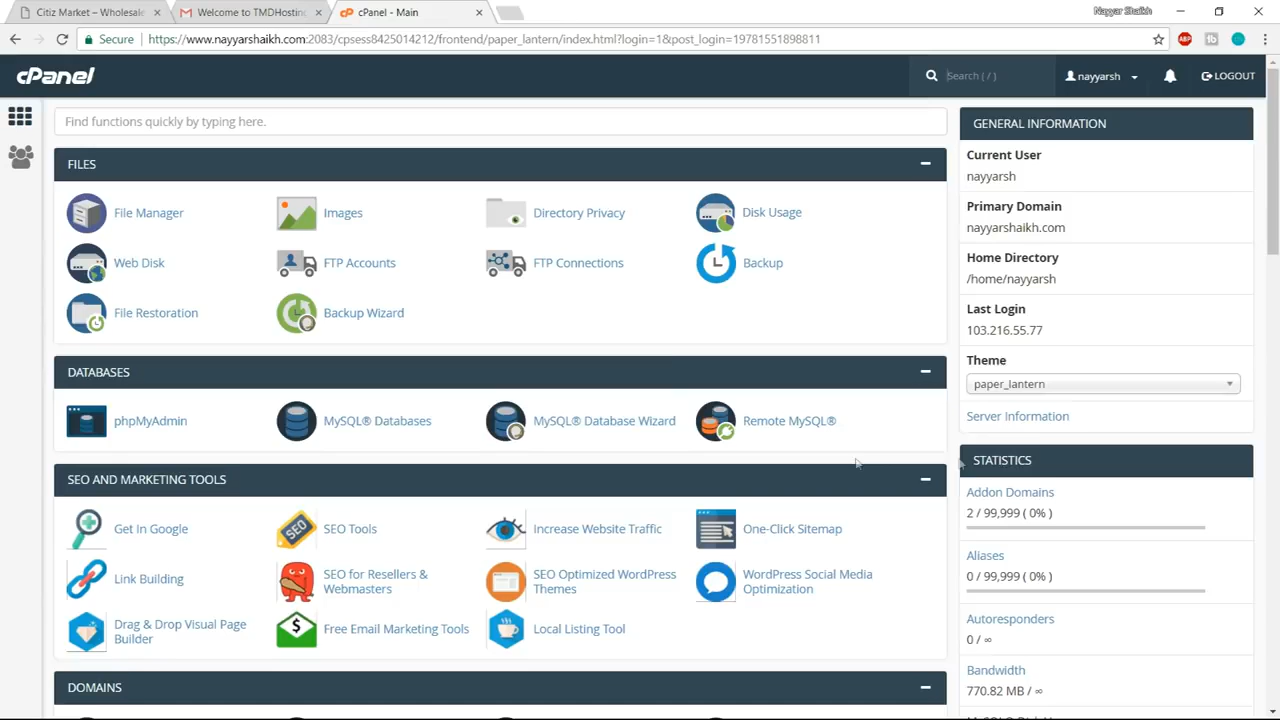 Citiz Market – Wholesale
Welcome to TMDHosting
cPanel - Main
Nayyar Shaikh
Secure
https://www.nayyarshaikh.com:2083/cpsess8425014212/frontend/paper_lantern/index.html?login=1&post_login=19781551898811
ABP
tb
cPanel
Search ( / )
nayyarsh
LOGOUT
Find functions quickly by typing here.
FILES
File Manager
Images
Directory Privacy
Disk Usage
Web Disk
FTP Accounts
FTP Connections
Backup
File Restoration
Backup Wizard
DATABASES
phpMyAdmin
MySQL® Databases
MySQL® Database Wizard
Remote MySQL®
SEO AND MARKETING TOOLS
Get In Google
SEO
SEO Tools
Increase Website Traffic
One-Click Sitemap
Link Building
SEO for Resellers &
Webmasters
SEO Optimized WordPress
Themes
WordPress Social Media
Optimization
Drag & Drop Visual Page
Builder
$
Free Email Marketing Tools
Local Listing Tool
DOMAINS
GENERAL INFORMATION
Current User
nayyarsh
Primary Domain
nayyarshaikh.com
Home Directory
/home/nayyarsh
Last Login
103.216.55.77
Theme
paper_lantern
Server Information
STATISTICS
Addon Domains
2 / 99,999 ( 0% )
Aliases
0 / 99,999 ( 0% )
Autoresponders
0 / ∞
Bandwidth
770.82 MB / ∞